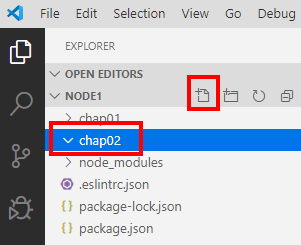 File Edit Selection View Go Debug
EXPLORER
OPEN EDITORS
NODE1
chap01
chap02
node_modules
.eslintrc.json
package-lock.json
package.json